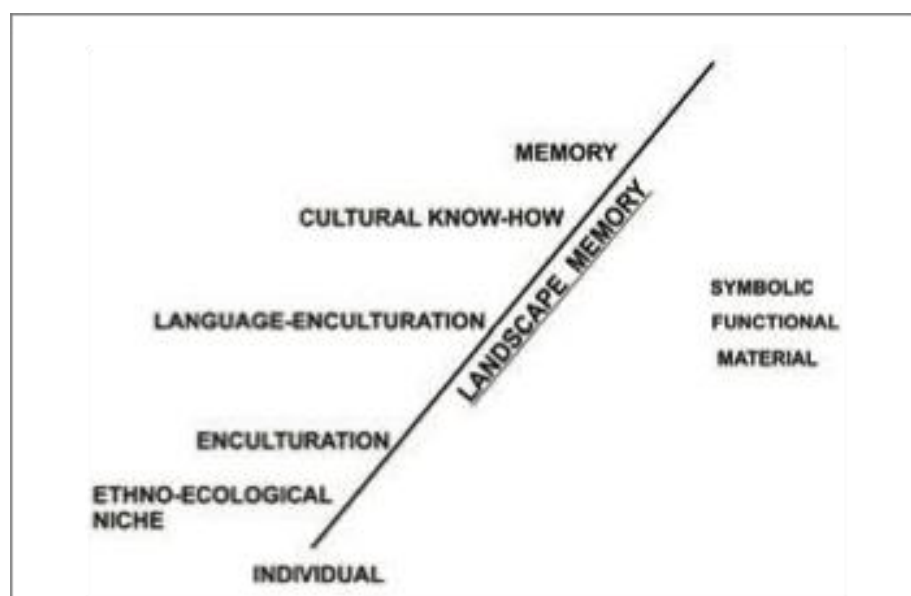 MEMORY
CULTURAL KNOW-HOW
LANDSCAPE MEMORY
SYMBOLIC
LANGUAGE-ENCULTURATION
FUNCTIONAL
MATERIAL
ENCULTURATION
ETHNO-ECOLOGICAL
NICHE
INDIVIDUAL